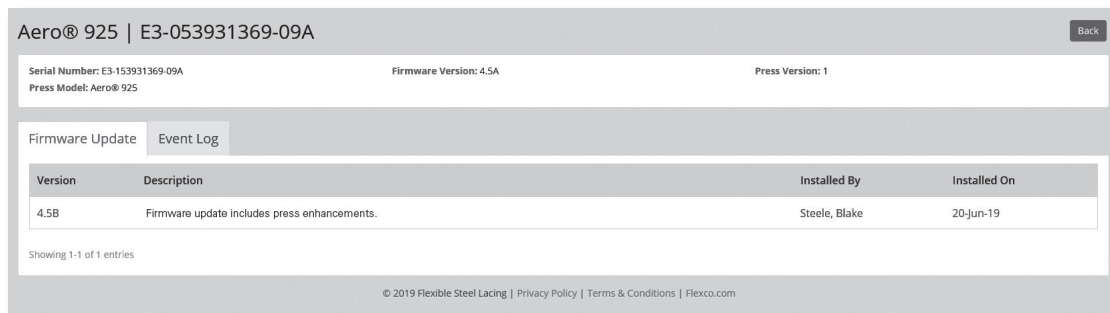 Aero® 925 | E3-053931369-09A
Back
Serial Number: E3-153931369-09A Firmware Version: 4.5A Press Version: 1
Press Model: Aero® 925
Firmware Update Event Log
Version Description Installed By Installed On
4.5B Firmware update includes press enhancements. Steele, Blake 20-Jun-19
Showing 1-1 of 1 entries
© 2019 Flexible Steel Lacing | Privacy Policy | Terms & Conditions | Flexco.com